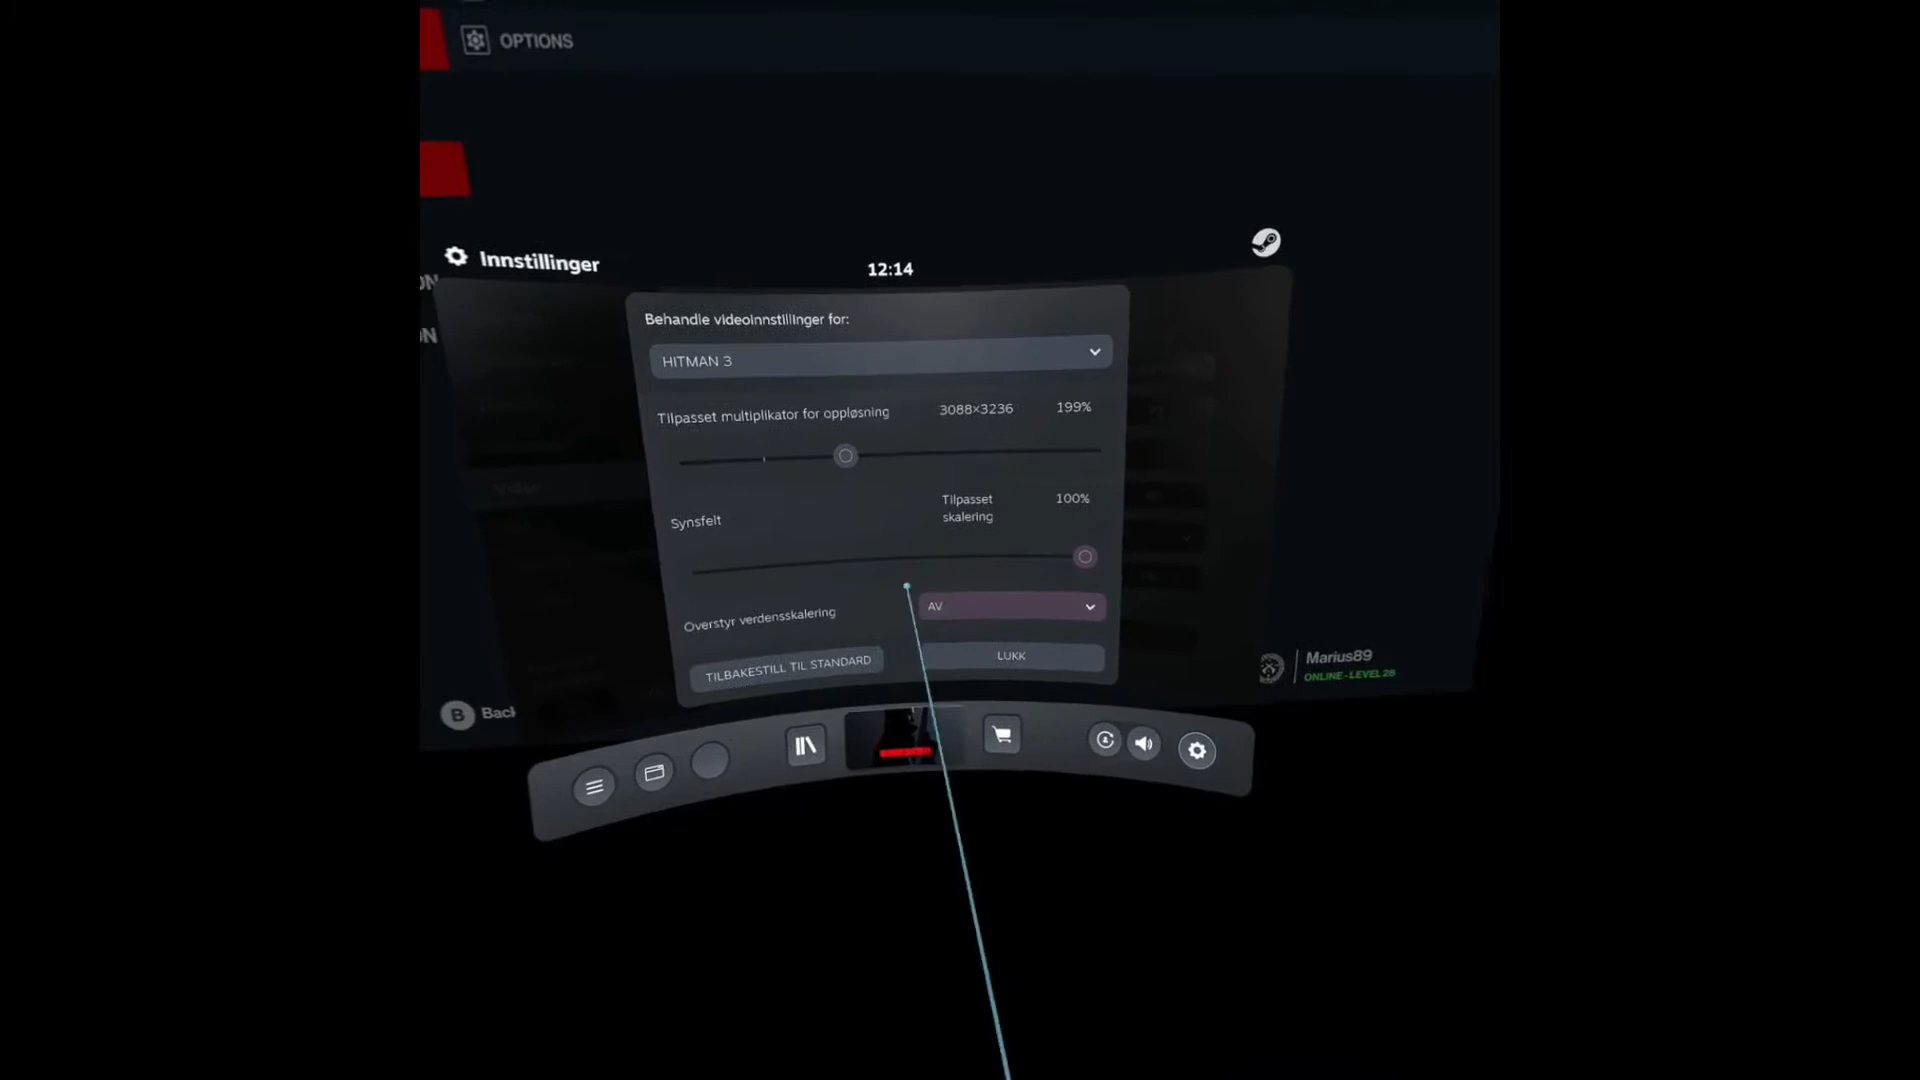 OPTIONS
Innstillinger
12:14
Behandle videoinnstillinger for:
HITMAN 3
Tilpasset multiplikator for oppløsning 3088×3236 199%
Synsfelt
Tilpasset
skalering
100%
Overstyr verdensskalering AV
TILBAKESTILL TIL STANDARD LUKK
Marius89
ONLINE - LEVEL 28
B Back